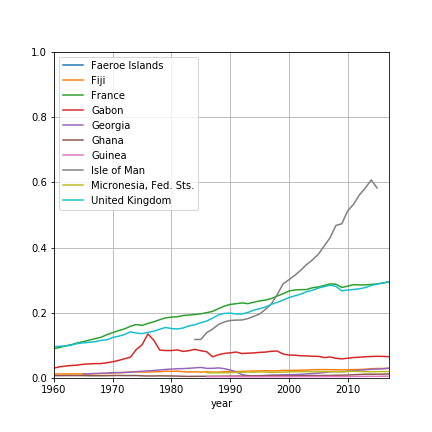 1.0
0.8
0.6
0.4
0.2
0.0
Faeroe Islands
Fiji
France
Gabon
Georgia
Ghana
Guinea
Isle of Man
Micronesia, Fed. Sts.
United Kingdom
1960 1970 1980 1990 2000 2010
year